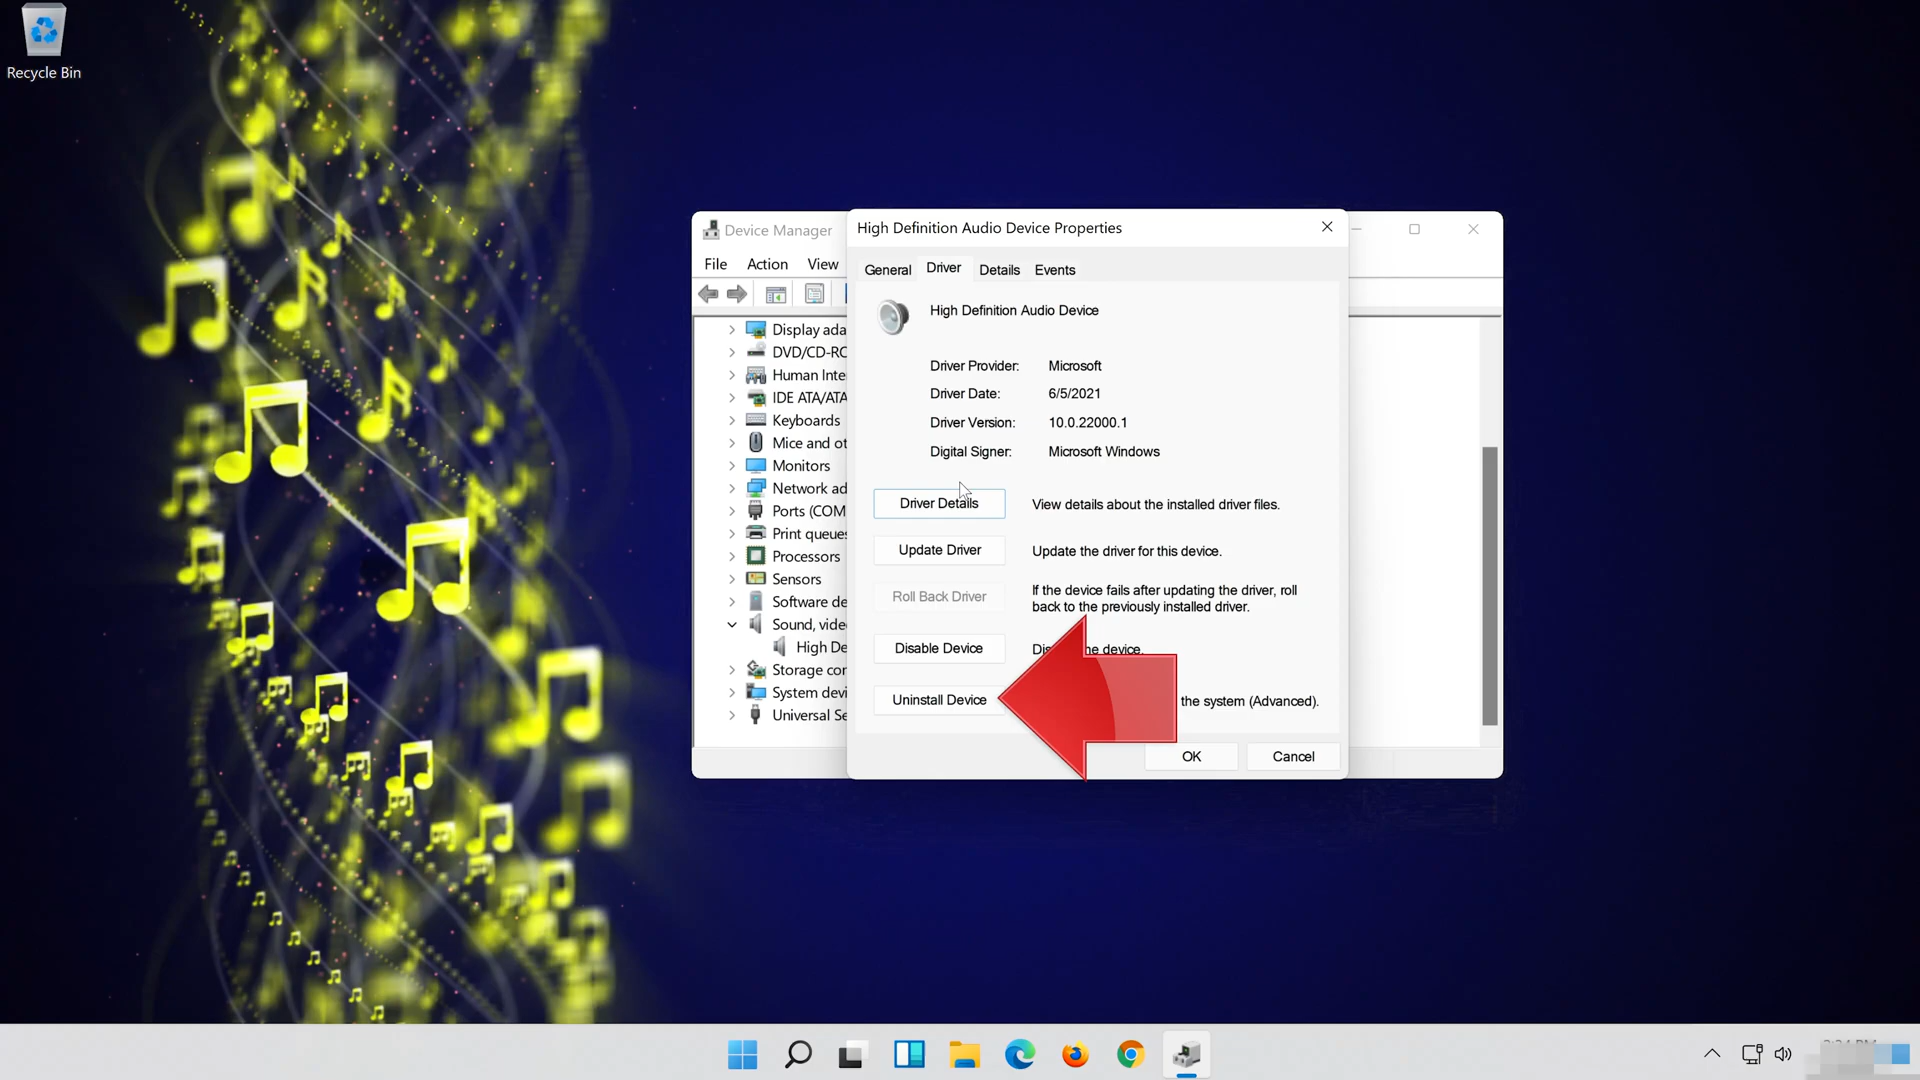 Recycle Bin
Device Manager
High Definition Audio Device Properties
File Action View
General Driver Details Events
High Definition Audio Device
Driver Provider: Microsoft
Driver Date: 6/5/2021
Driver Version: 10.0.22000.1
Digital Signer: Microsoft Windows
Driver Details View details about the installed driver files.
Update Driver Update the driver for this device.
Roll Back Driver If the device fails after updating the driver, roll
back to the previously installed driver.
Disable Device device.
Uninstall Device the system (Advanced).
OK Cancel
Display ada
DVD/CD-RO
Human Inte
IDE ATA/ATA
Keyboards
Mice and ot
Monitors
Network ad
Ports (COM
Print queues
Processors
Sensors
Software de
Sound, vide
High De
Storage con
System devi
Universal Se